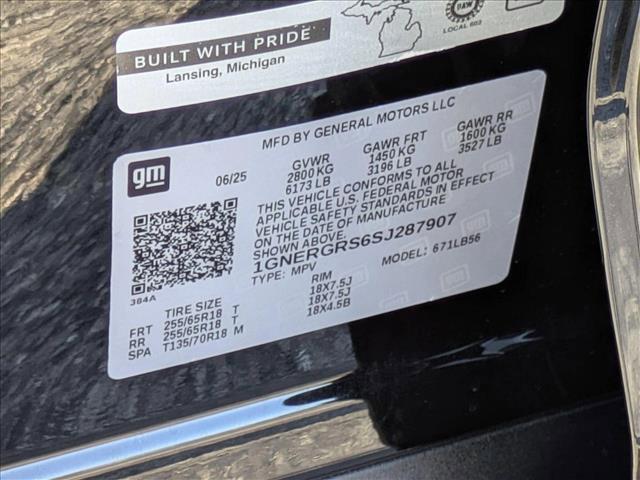 BUILT WITH PRIDE
Lansing, Michigan
UAW
LOCAL 602
gm
MFD BY GENERAL MOTORS LLC
06/25
GVWR GAWR FRT GAWR RR
2800 KG 1450 KG 1600 KG
6173 LB 3196 LB 3527 LB
THIS VEHICLE CONFORMS TO ALL
APPLICABLE U.S. FEDERAL MOTOR
VEHICLE SAFETY STANDARDS IN EFFECT
ON THE DATE OF MANUFACTURE
SHOWN ABOVE.
1GNERGRS6SJ287907
TYPE: MPV MODEL: 671LB56
384A
TIRE SIZE RIM
FRT 255/65R18 T 18X7.5J
RR 255/65R18 T 18X7.5J
SPA T135/70R18 M 18X4.5B